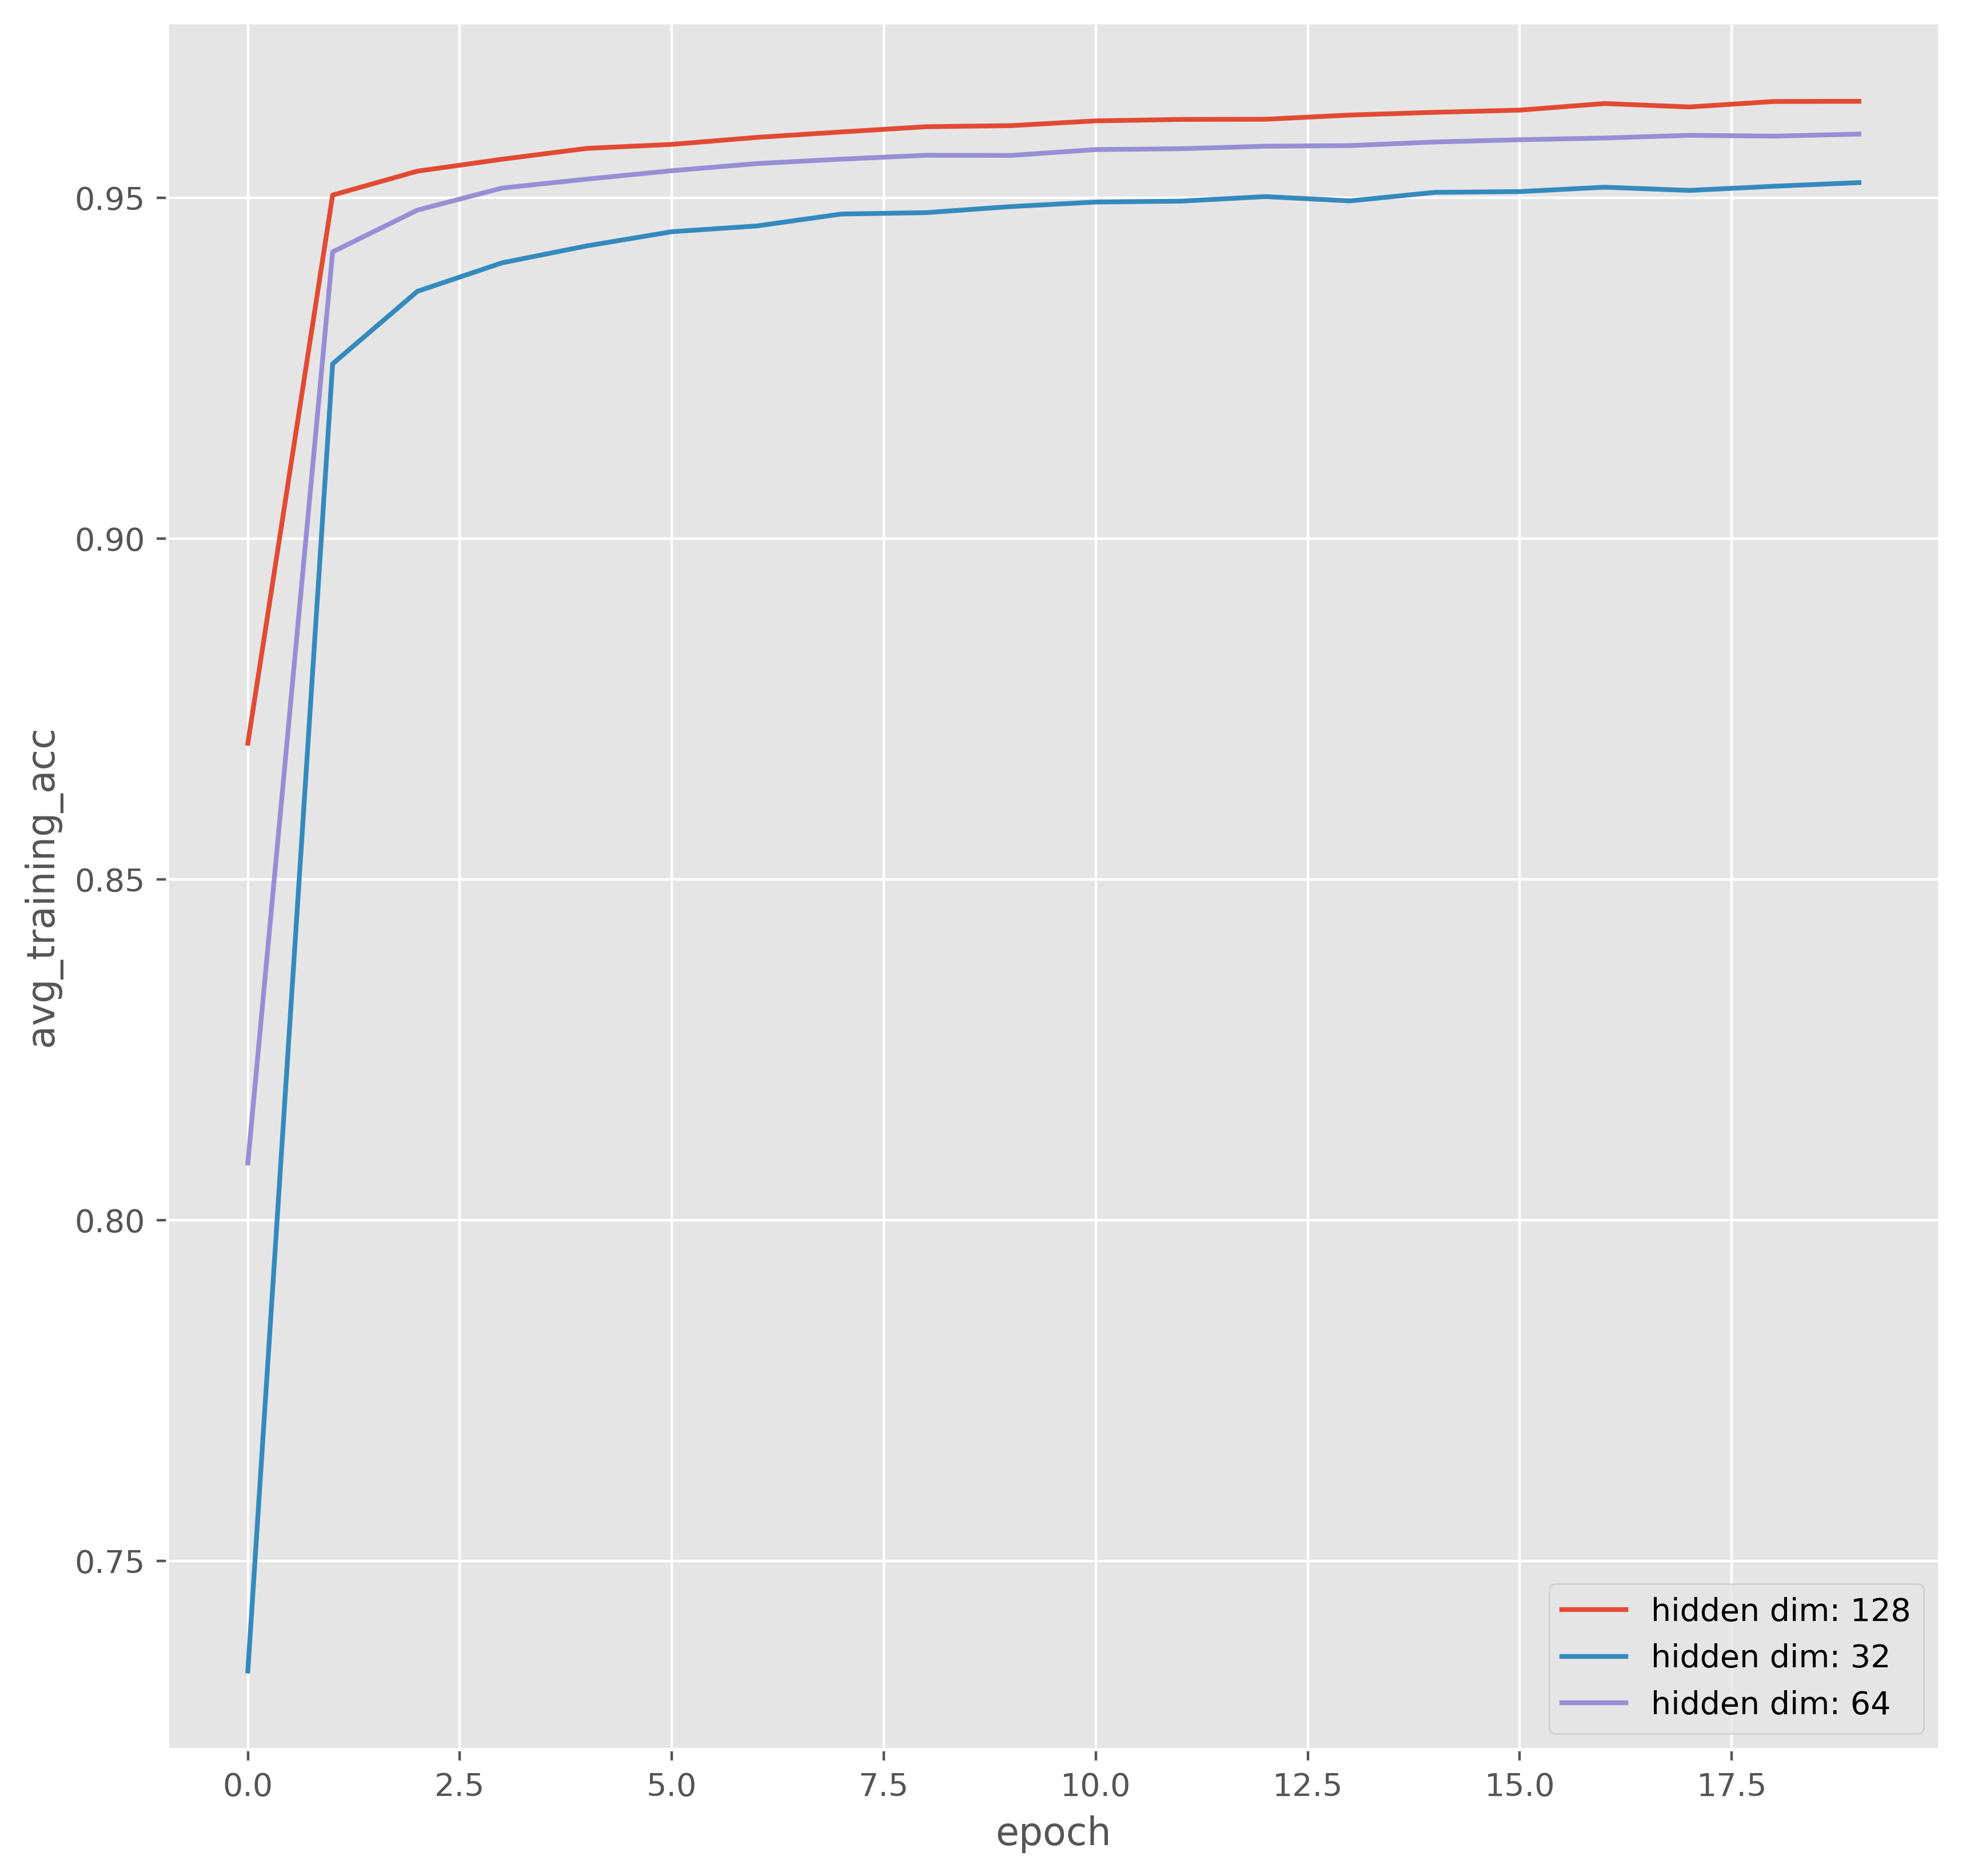 0.95
0.90
0.85
0.80
0.75
avg_training_acc
0.0 2.5 5.0 7.5 10.0 12.5 15.0 17.5
epoch
hidden dim: 128
hidden dim: 32
hidden dim: 64